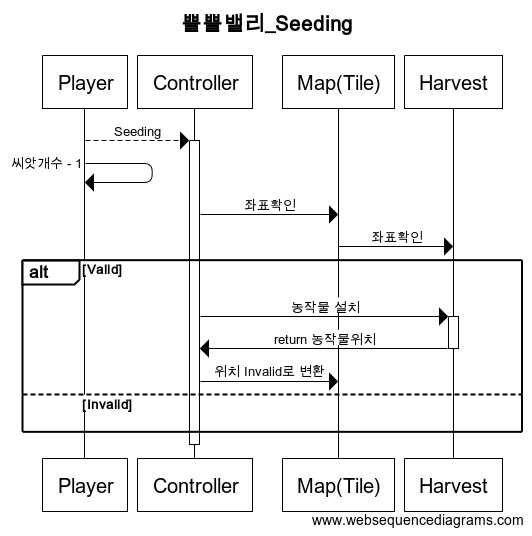 뿔뿔밸리_Seeding
Player Controller Map(Tile) Harvest
Seeding
씨앗개수 - 1
좌표확인
좌표확인
alt [Valid]
농작물 설치
return 농작물위치
위치 Invalid로 변환
[Invalid]
Player Controller Map(Tile) Harvest
www.websequencediagrams.com